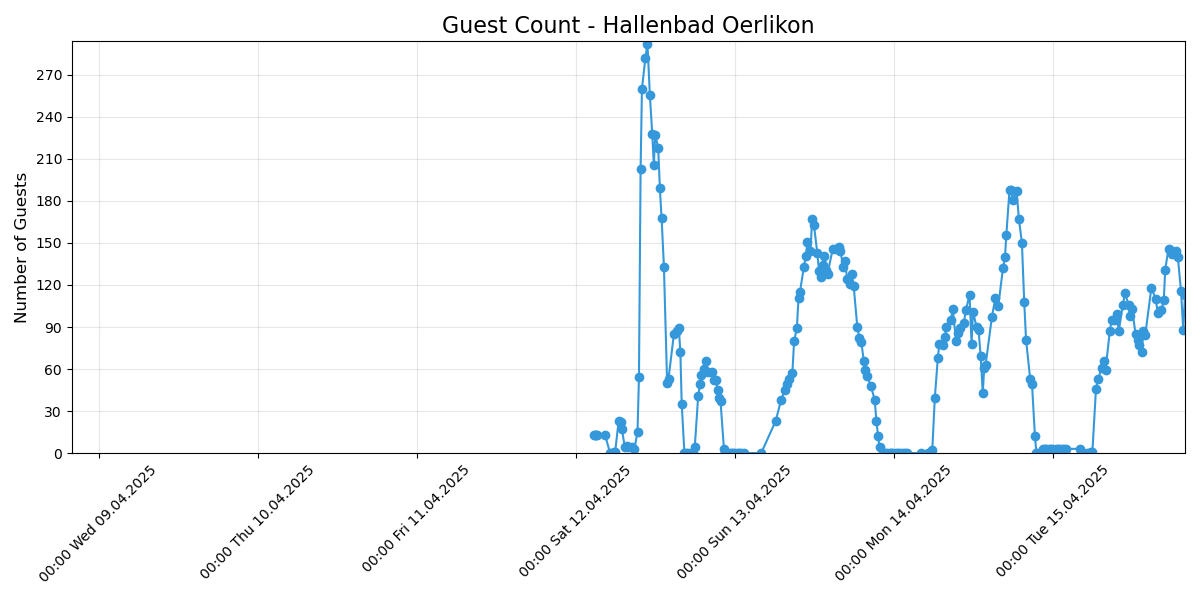 Guest Count - Hallenbad Oerlikon
Number of Guests
270
240
210
180
150
120
90
60
30
0
00:00 Wed 09.04.2025
00:00 Thu 10.04.2025
00:00 Fri 11.04.2025
00:00 Sat 12.04.2025
00:00 Sun 13.04.2025
00:00 Mon 14.04.2025
00:00 Tue 15.04.2025